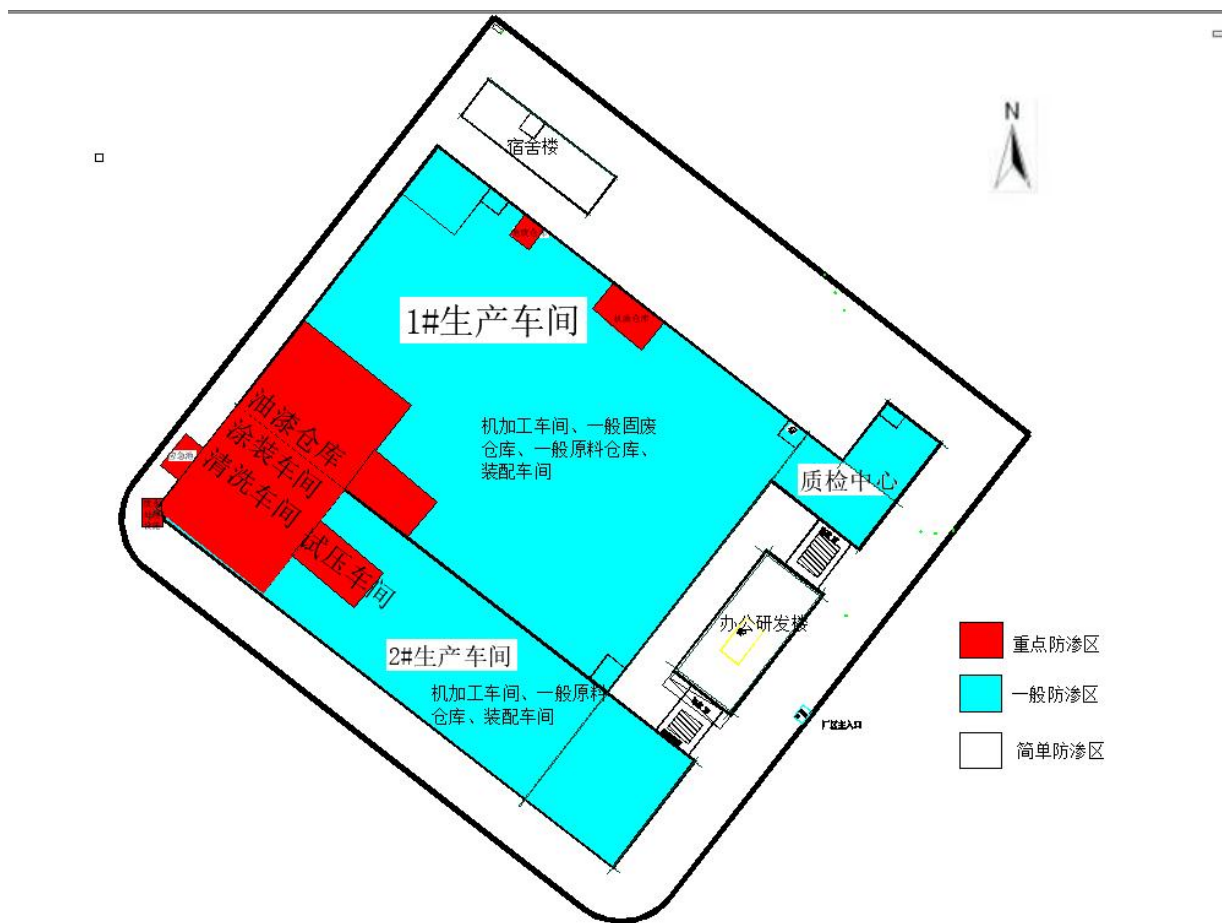 N
宿舍楼
1#生产车间
机加工车间、一般固废
仓库、一般原料仓库、
装配车间
油漆仓库
涂装车间
清洗车间
质检中心
试压车间
办公研发楼
2#生产车间
机加工车间、一般原料
仓库、装配车间
厂区主入口
重点防渗区
一般防渗区
简单防渗区